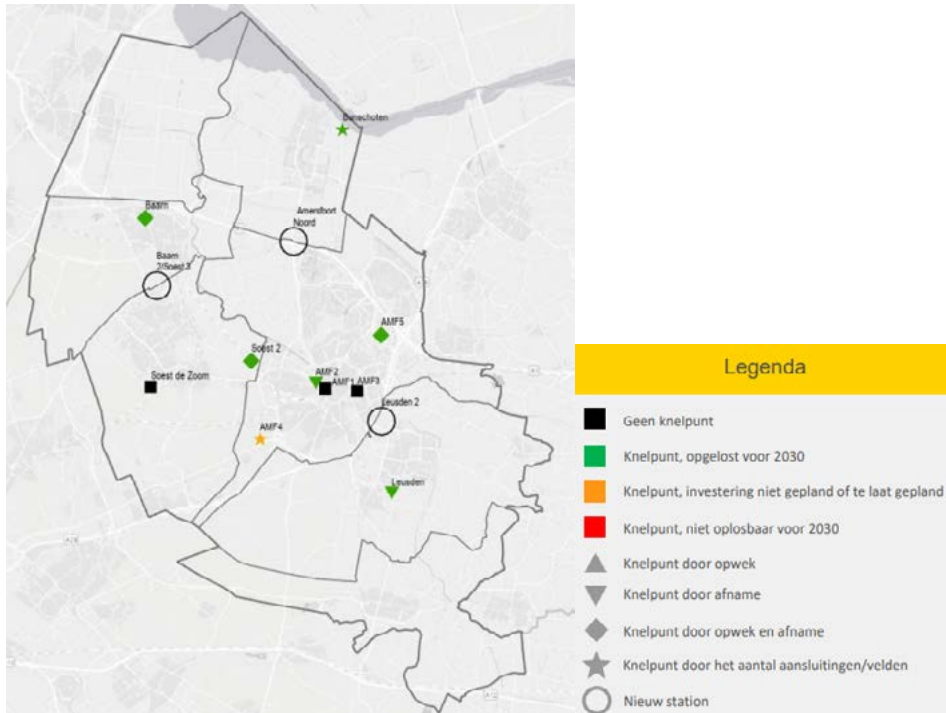 Bunschoten
Baarn
Amersfoort
Noord
Baarn
2/Soest 3
AMF5
Soest 2
AMF2
Soest de Zoom
AMF1
AMF3
Leusden 2
AMF4
Leusden
Legenda
Geen knelpunt
Knelpunt, opgelost voor 2030
Knelpunt, investering niet gepland of te laat gepland
Knelpunt, niet oplosbaar voor 2030
Knelpunt door opwek
Knelpunt door afname
Knelpunt door opwek en afname
Knelpunt door het aantal aansluitingen/velden
Nieuw station